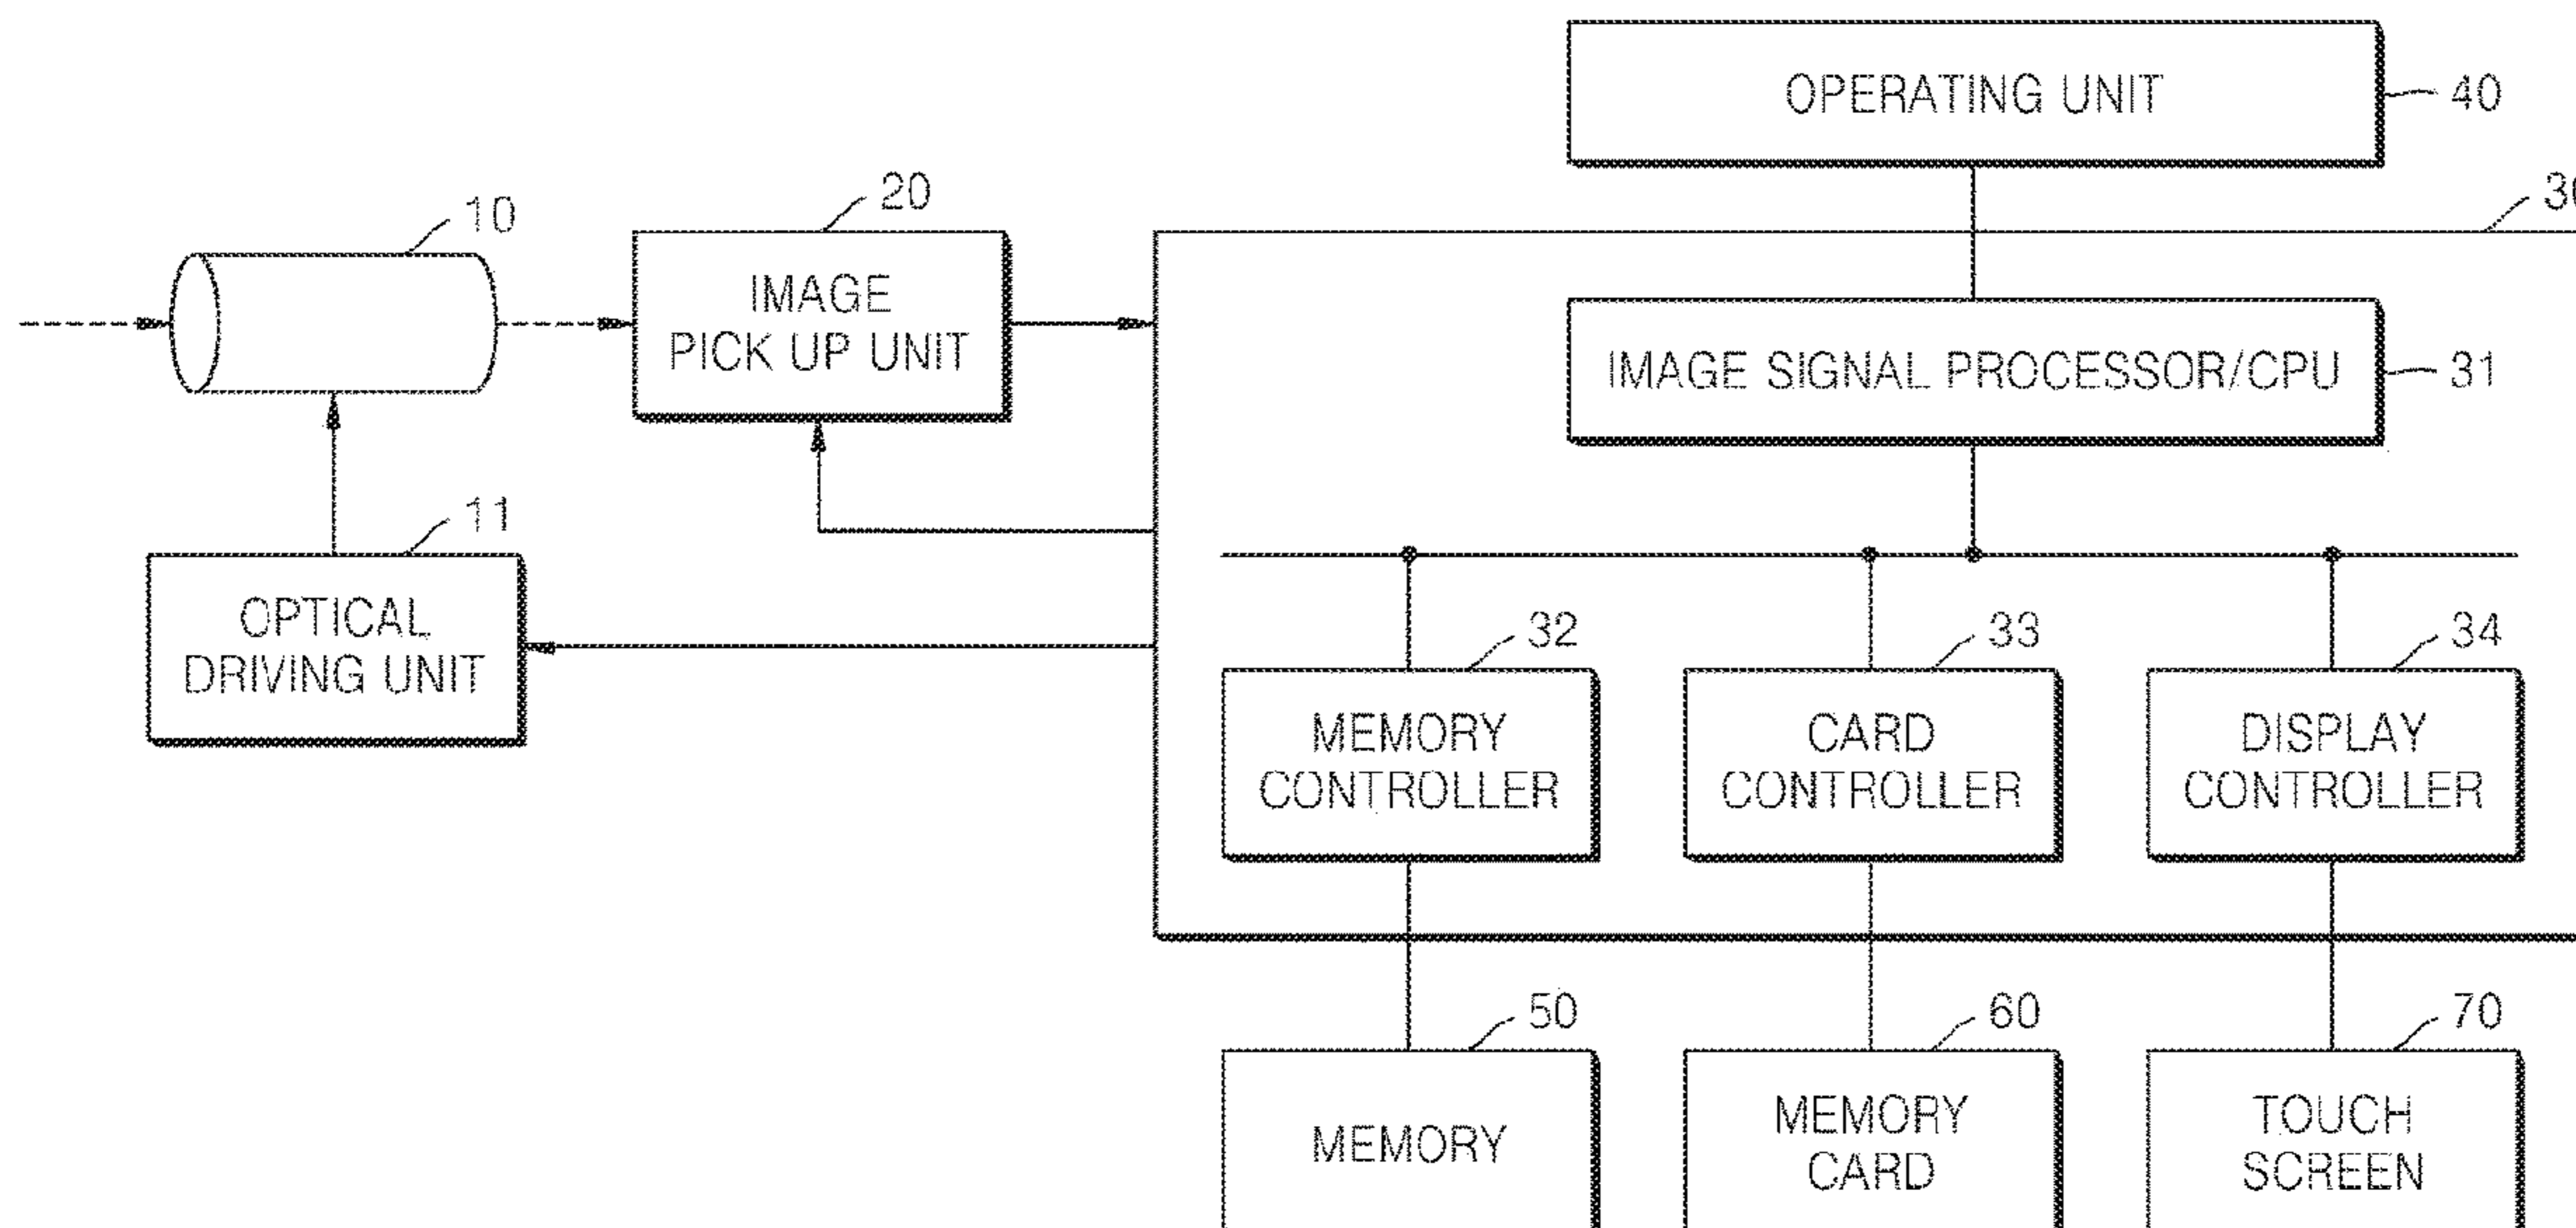 OPERATING UNIT
40
20
10
IMAGE
PICK UP UNIT
IMAGE SIGNAL PROCESSOR/CPU
31
11
OPTICAL
DRIVING UNIT
32
33
34
MEMORY
CONTROLLER
CARD
CONTROLLER
DISPLAY
CONTROLLER
50
60
70
MEMORY
MEMORY
CARD
TOUCH
SCREEN